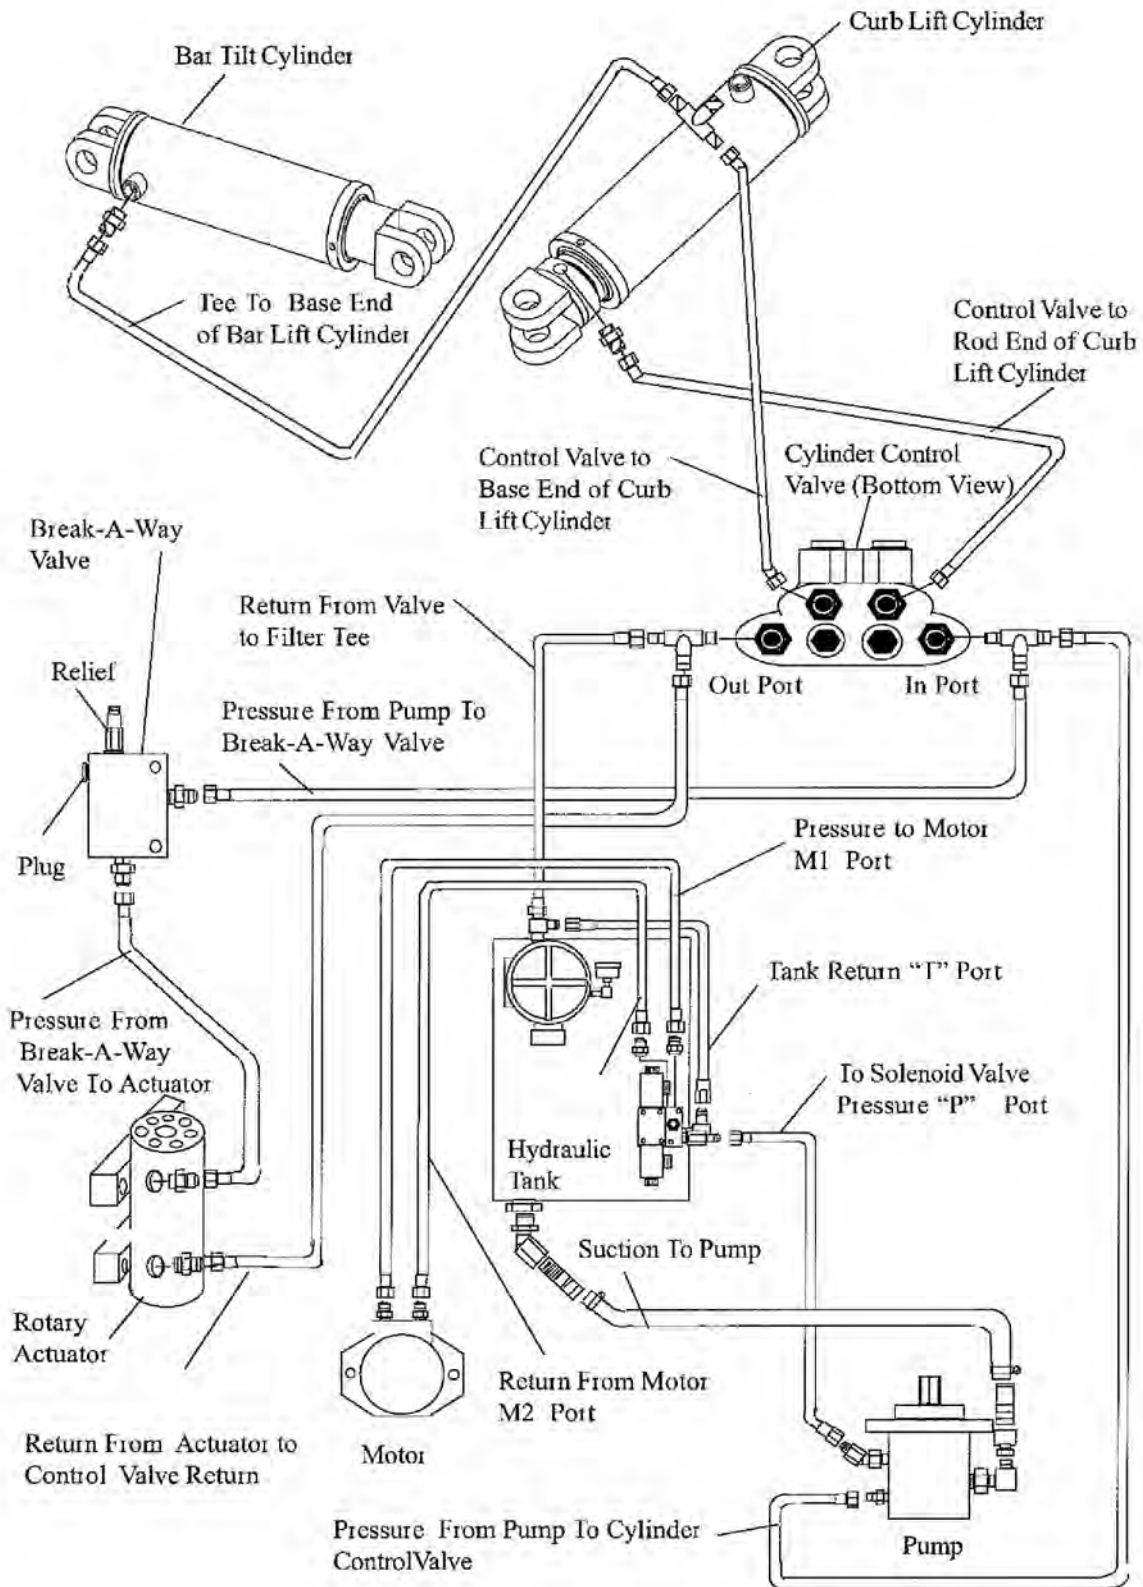 Curb Lift Cylinder
Bar Tilt Cylinder
Tee To Base End
of Bar Lift Cylinder
Control Valve to
Rod End of Curb
Lift Cylinder
Control Valve to
Base End of Curb
Lift Cylinder
Cylinder Control
Valve (Bottom View)
Break-A-Way
Valve
Return From Valve
to Filter Tee
Relief
Out Port
In Port
Pressure From Pump To
Break-A-Way Valve
Plug
Pressure to Motor
M1 Port
Tank Return "T" Port
Pressure From
Break-A-Way
Valve To Actuator
To Solenoid Valve
Pressure "P" Port
Hydraulic
Tank
Suction To Pump
Rotary
Actuator
Return From Motor
M2 Port
Return From Actuator to
Control Valve Return
Motor
Pressure From Pump To Cylinder
ControlValve
Pump